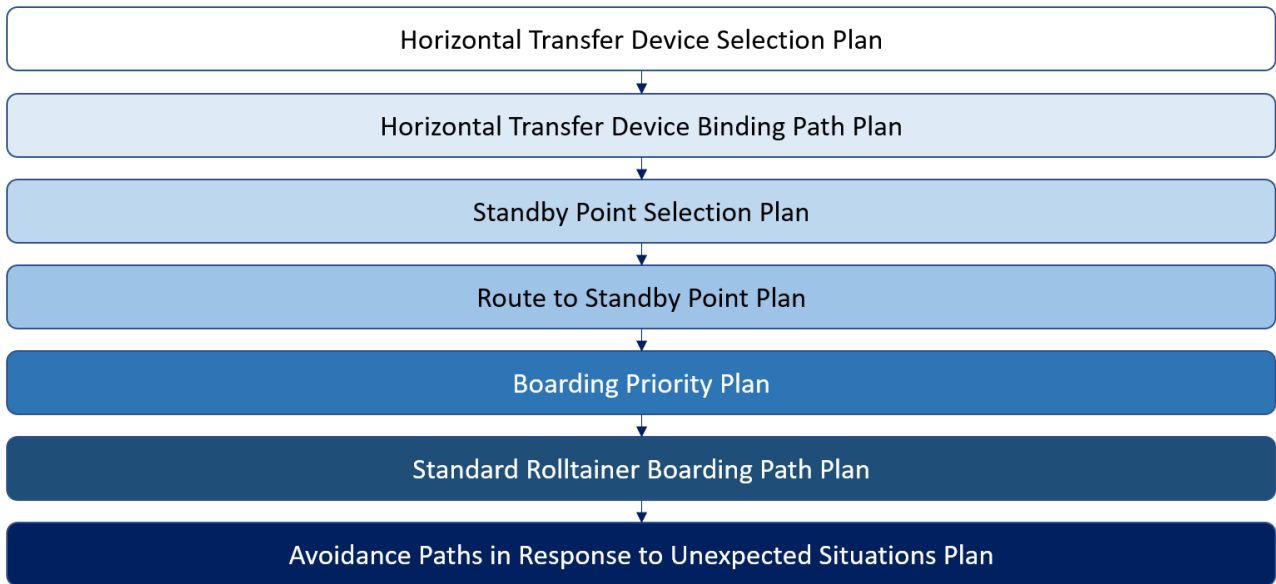 Horizontal Transfer Device Selection Plan
Horizontal Transfer Device Binding Path Plan
Standby Point Selection Plan
Route to Standby Point Plan
Boarding Priority Plan
Standard Rolltainer Boarding Path Plan
Avoidance Paths in Response to Unexpected Situations Plan